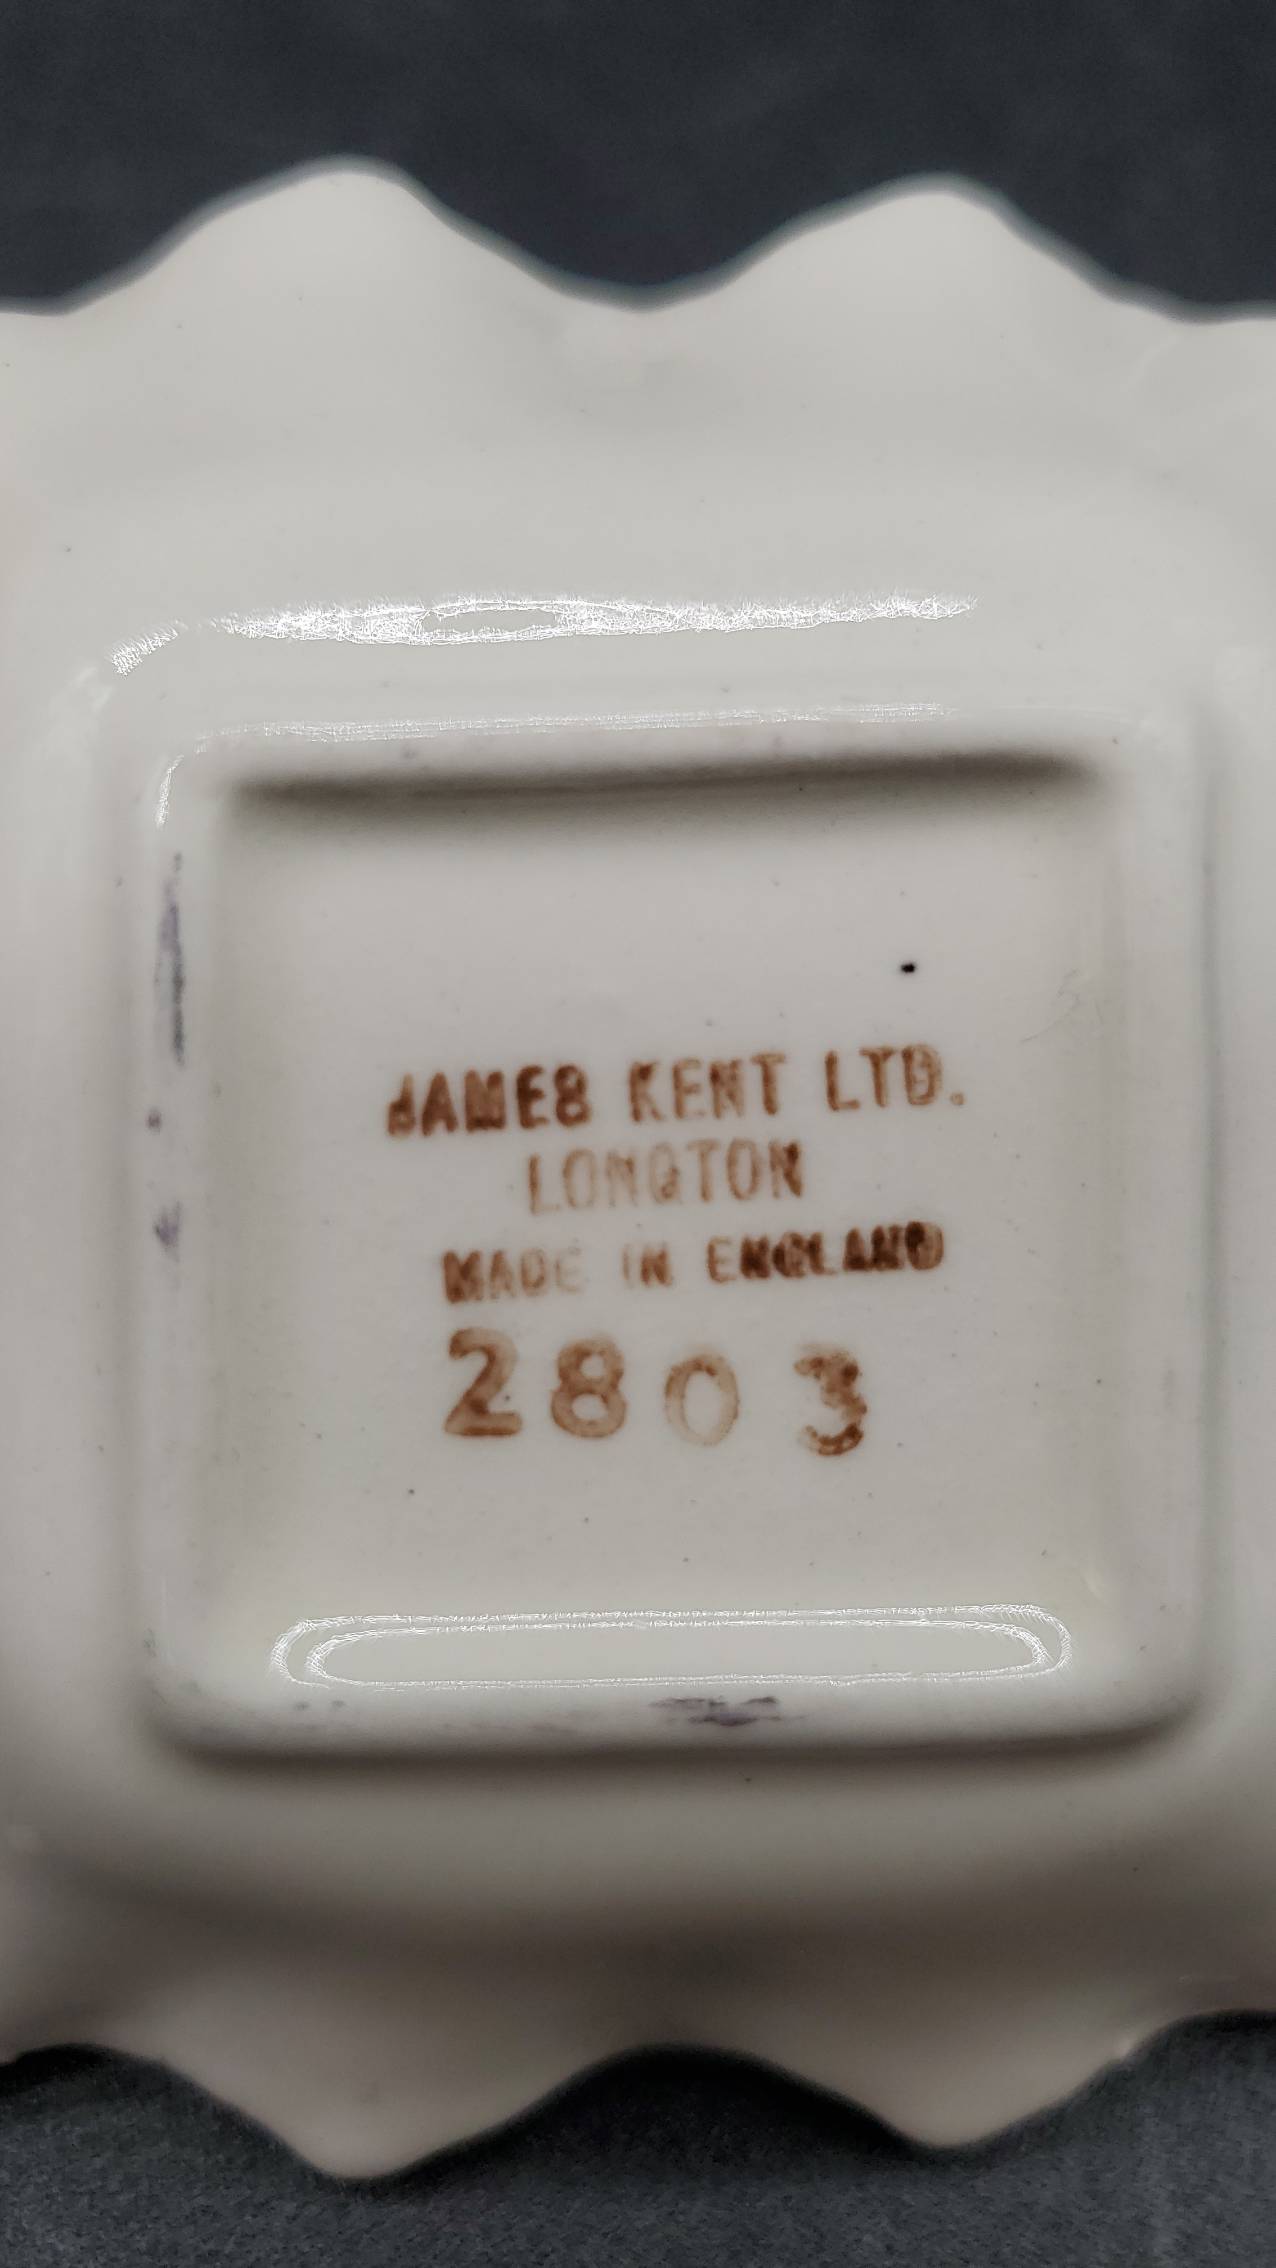 JAMES KENT LTD.
LONGTON
MADE IN ENGLAND
2803